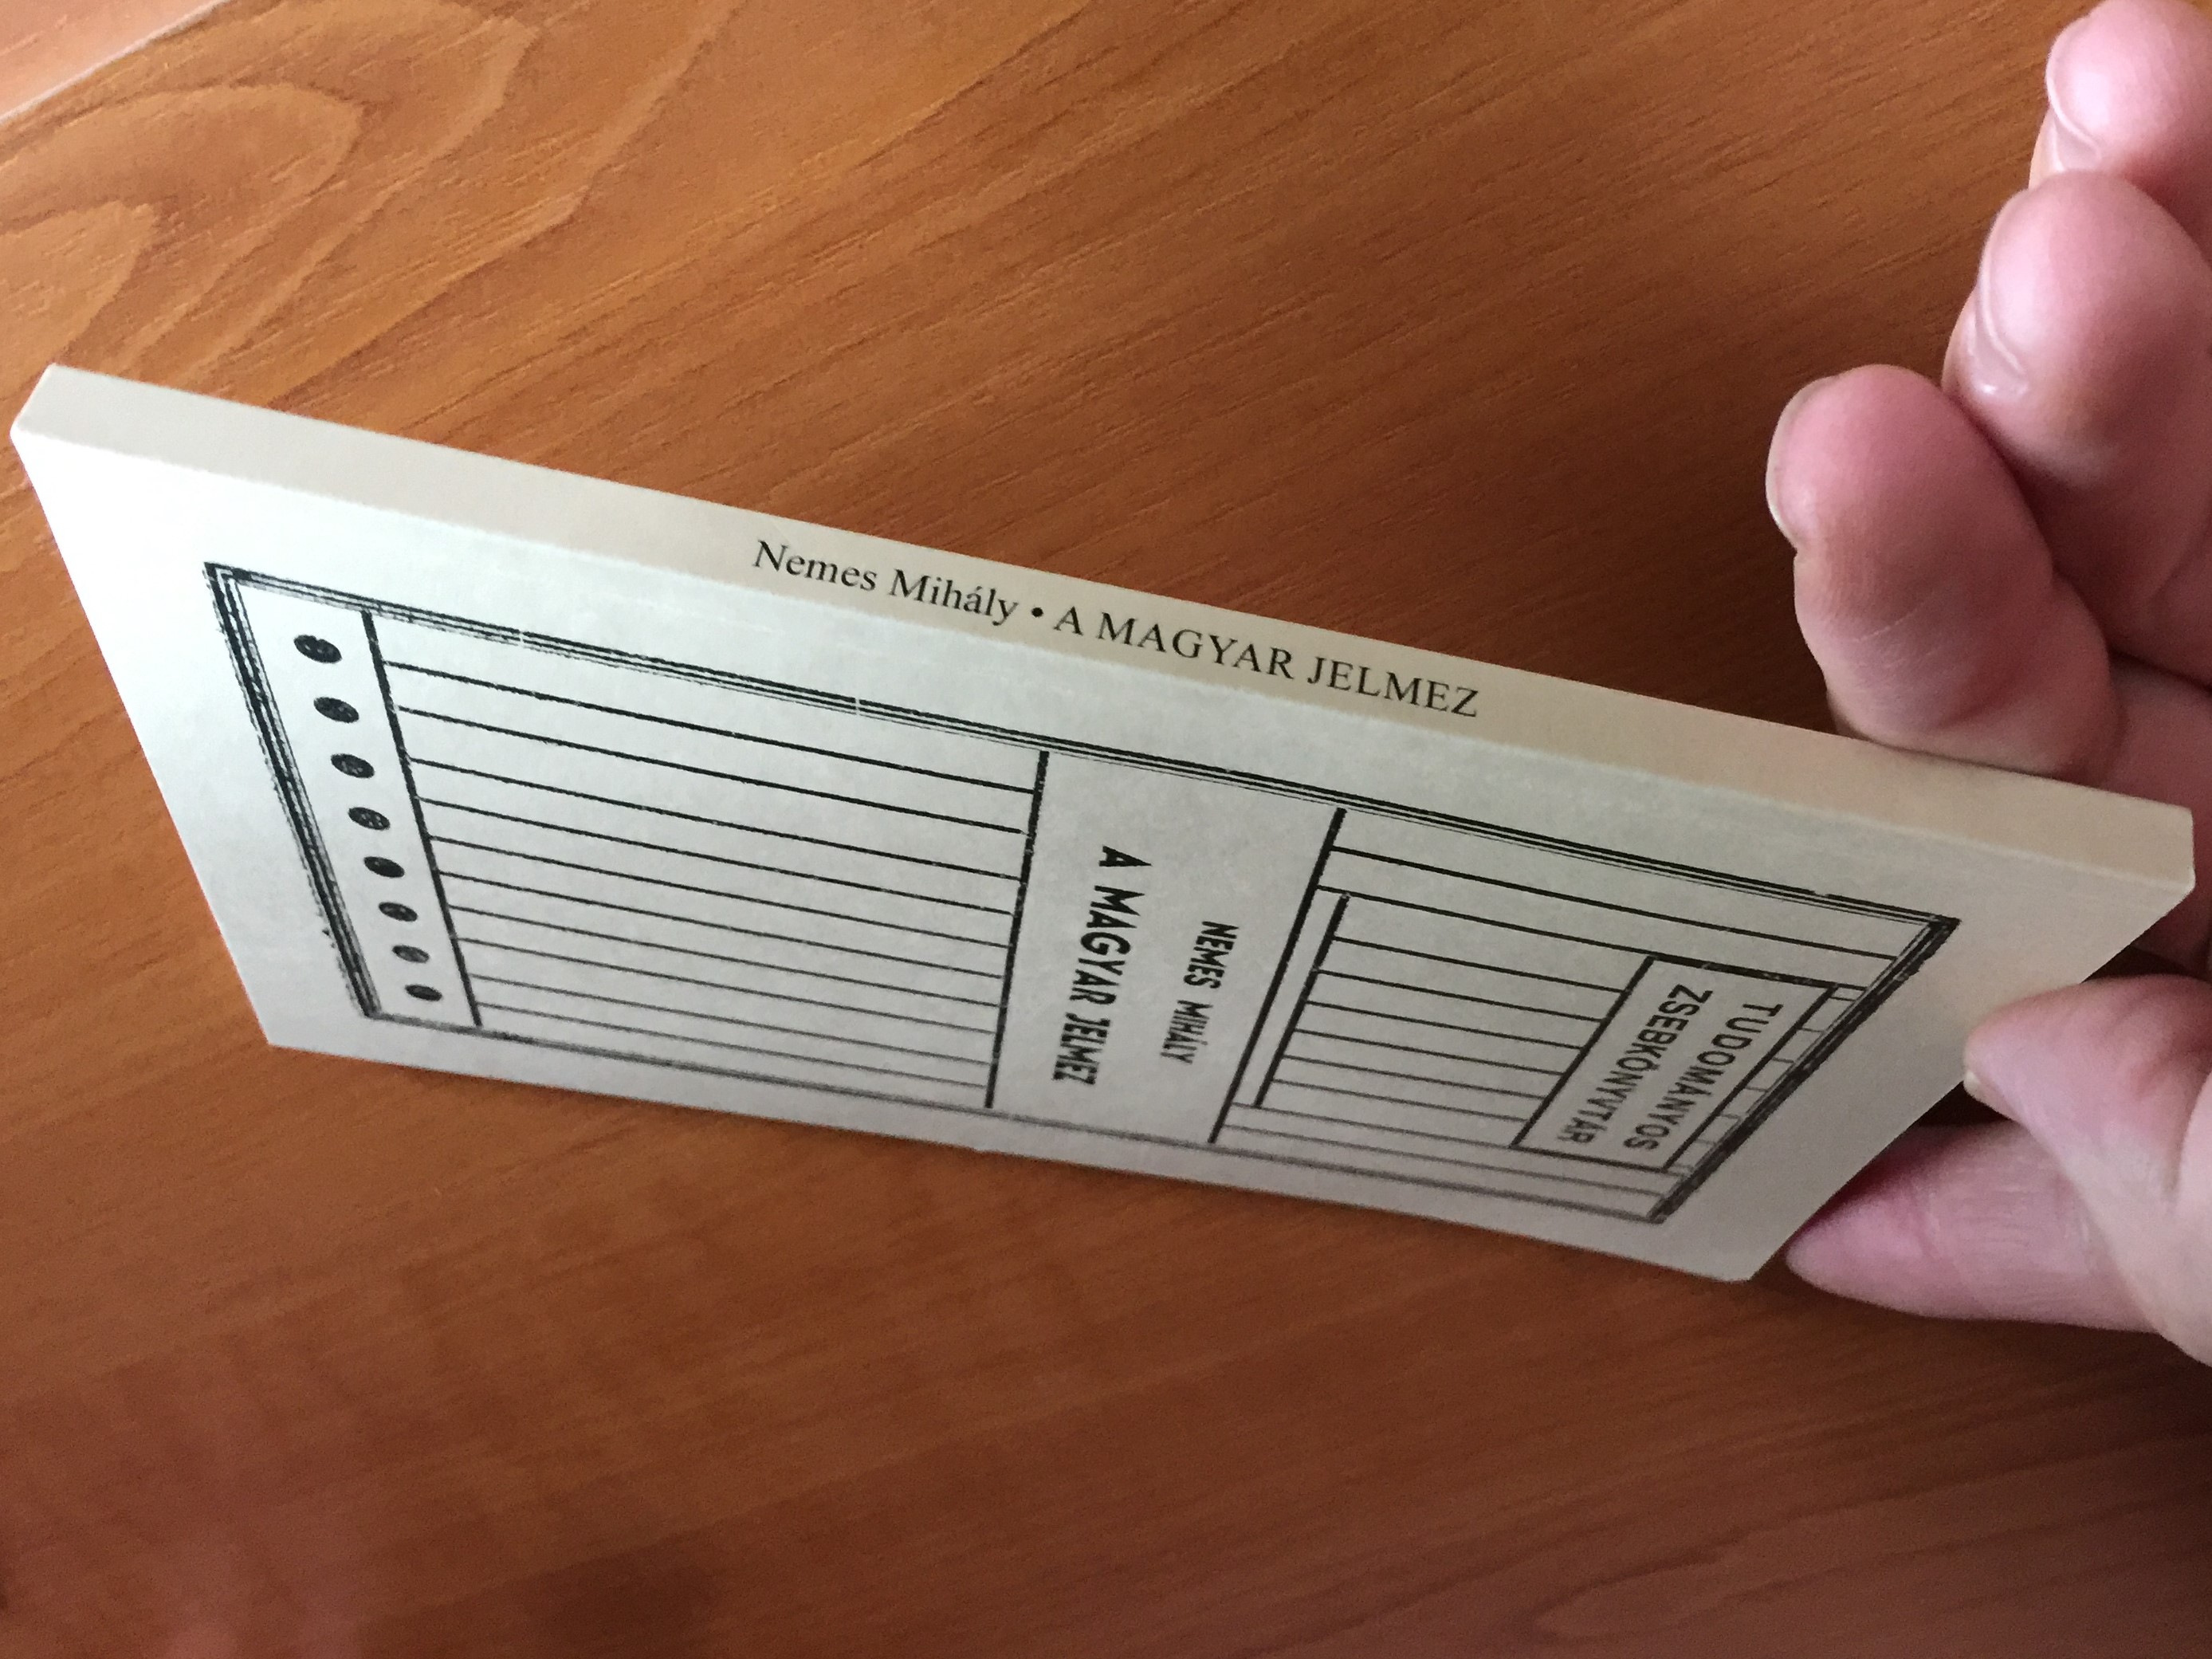 Nemes Mihály • A MAGYAR JELMEZ
TUDOMÁNYOS
ZSEBKÖNYVTÁR
NEMES MIHÁLY
A MAGYAR JELMEZ